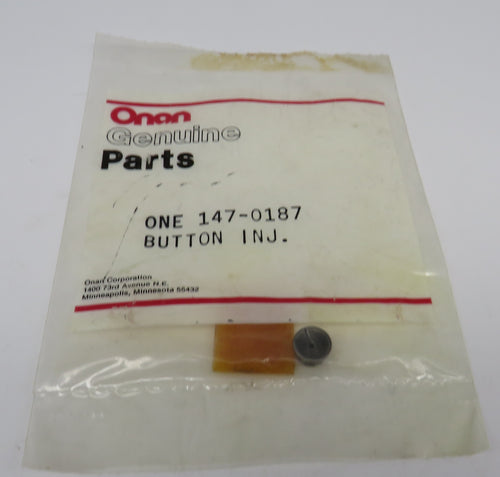 Onan
Genuine
Parts
ONE 147-0187
BUTTON INJ.
Onan Corporation
1400 73rd Avenue N.E.
Minneapolis, Minnesota 55432